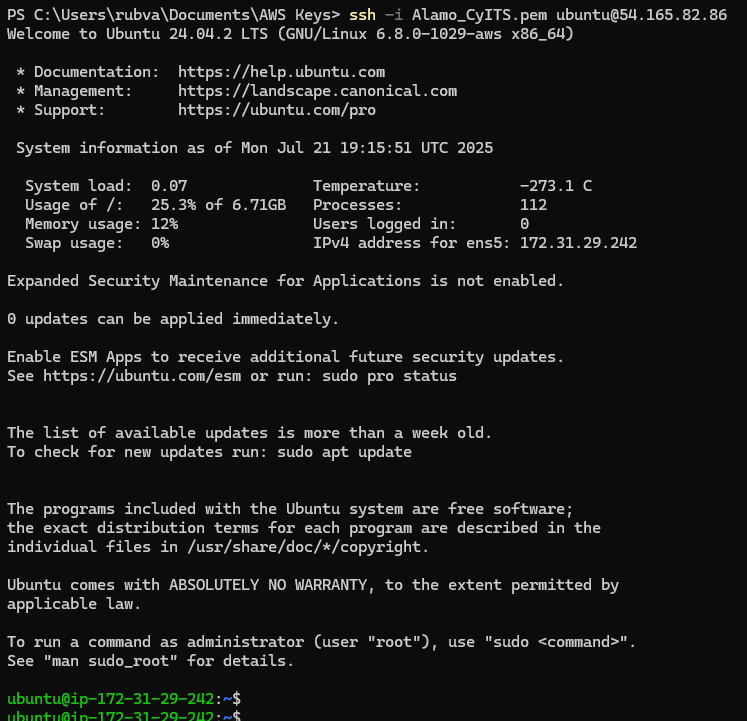 PS C:\Users\rubva\Documents\AWS Keys> ssh -i Alamo_CyITS.pem ubuntu@54.165.82.86
Welcome to Ubuntu 24.04.2 LTS (GNU/Linux 6.8.0-1029-aws x86_64)
* Documentation:  https://help.ubuntu.com
* Management:     https://landscape.canonical.com
* Support:        https://ubuntu.com/pro
System information as of Mon Jul 21 19:15:51 UTC 2025
System load:  0.07              Temperature:           -273.1 C
Usage of /:   25.3% of 6.71GB   Processes:             112
Memory usage: 12%               Users logged in:       0
Swap usage:   0%                IPv4 address for ens5: 172.31.29.242
Expanded Security Maintenance for Applications is not enabled.
0 updates can be applied immediately.
Enable ESM Apps to receive additional future security updates.
See https://ubuntu.com/esm or run: sudo pro status
The list of available updates is more than a week old.
To check for new updates run: sudo apt update
The programs included with the Ubuntu system are free software;
the exact distribution terms for each program are described in the
individual files in /usr/share/doc/*/copyright.
Ubuntu comes with ABSOLUTELY NO WARRANTY, to the extent permitted by
applicable law.
To run a command as administrator (user "root"), use "sudo <command>".
See "man sudo_root" for details.
ubuntu@ip-172-31-29-242:~$
ubuntu@ip-172-31-29-242:~$